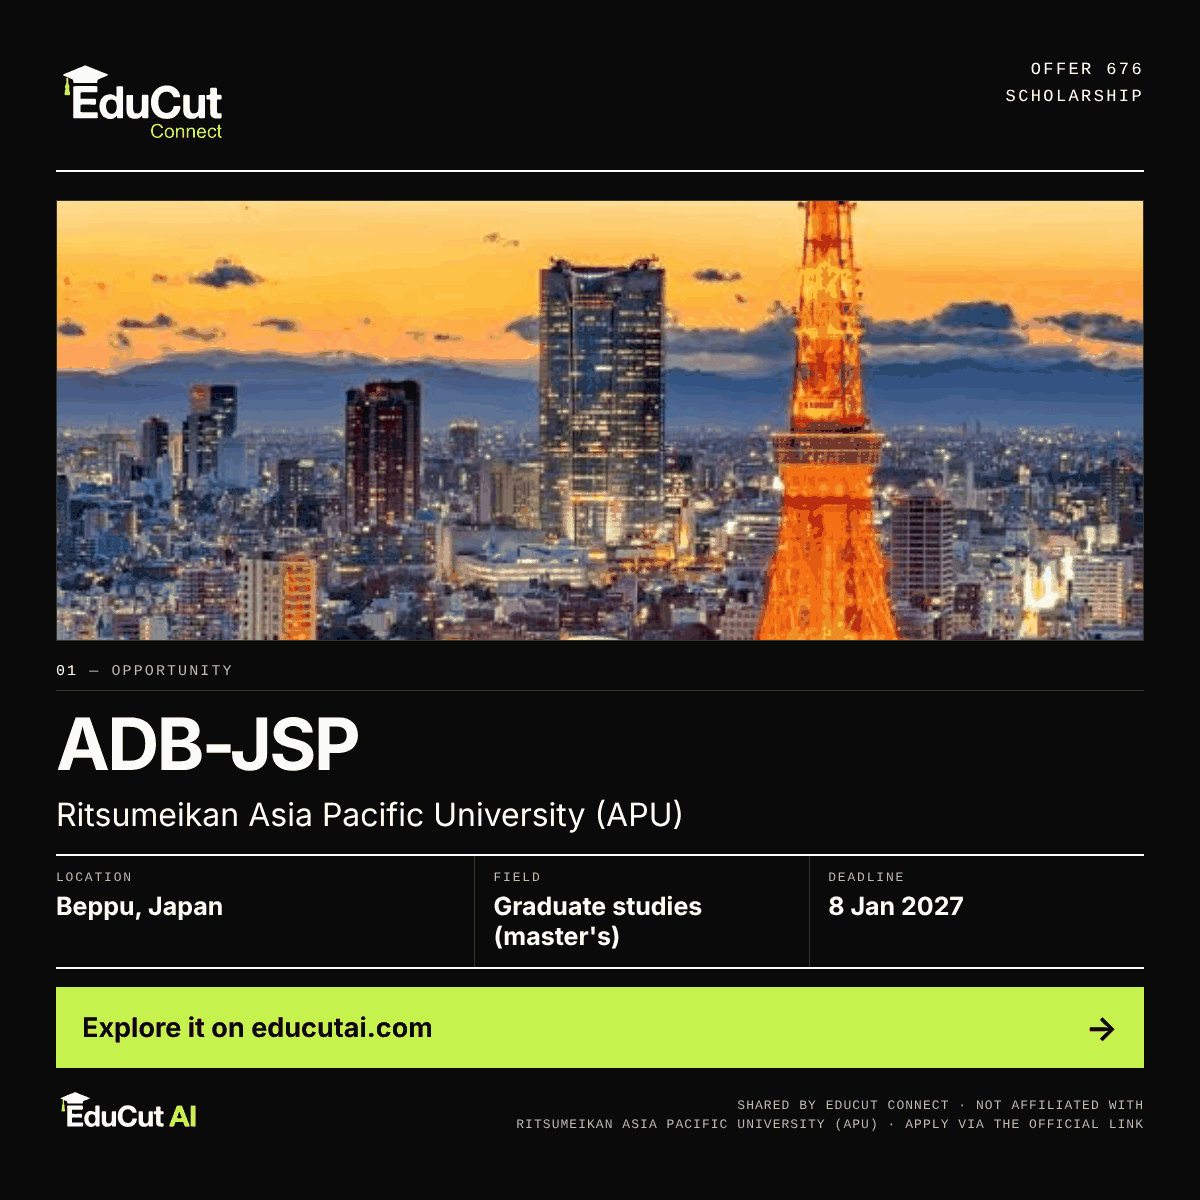 EduCut
Connect
OFFER 676
SCHOLARSHIP
01 — OPPORTUNITY
ADB-JSP
Ritsumeikan Asia Pacific University (APU)
LOCATION
Beppu, Japan
FIELD
Graduate studies
(master's)
DEADLINE
8 Jan 2027
Explore it on educutai.com
→
EduCut AI
SHARED BY EDUCUT CONNECT · NOT AFFILIATED WITH
RITSUMEIKAN ASIA PACIFIC UNIVERSITY (APU) · APPLY VIA THE OFFICIAL LINK